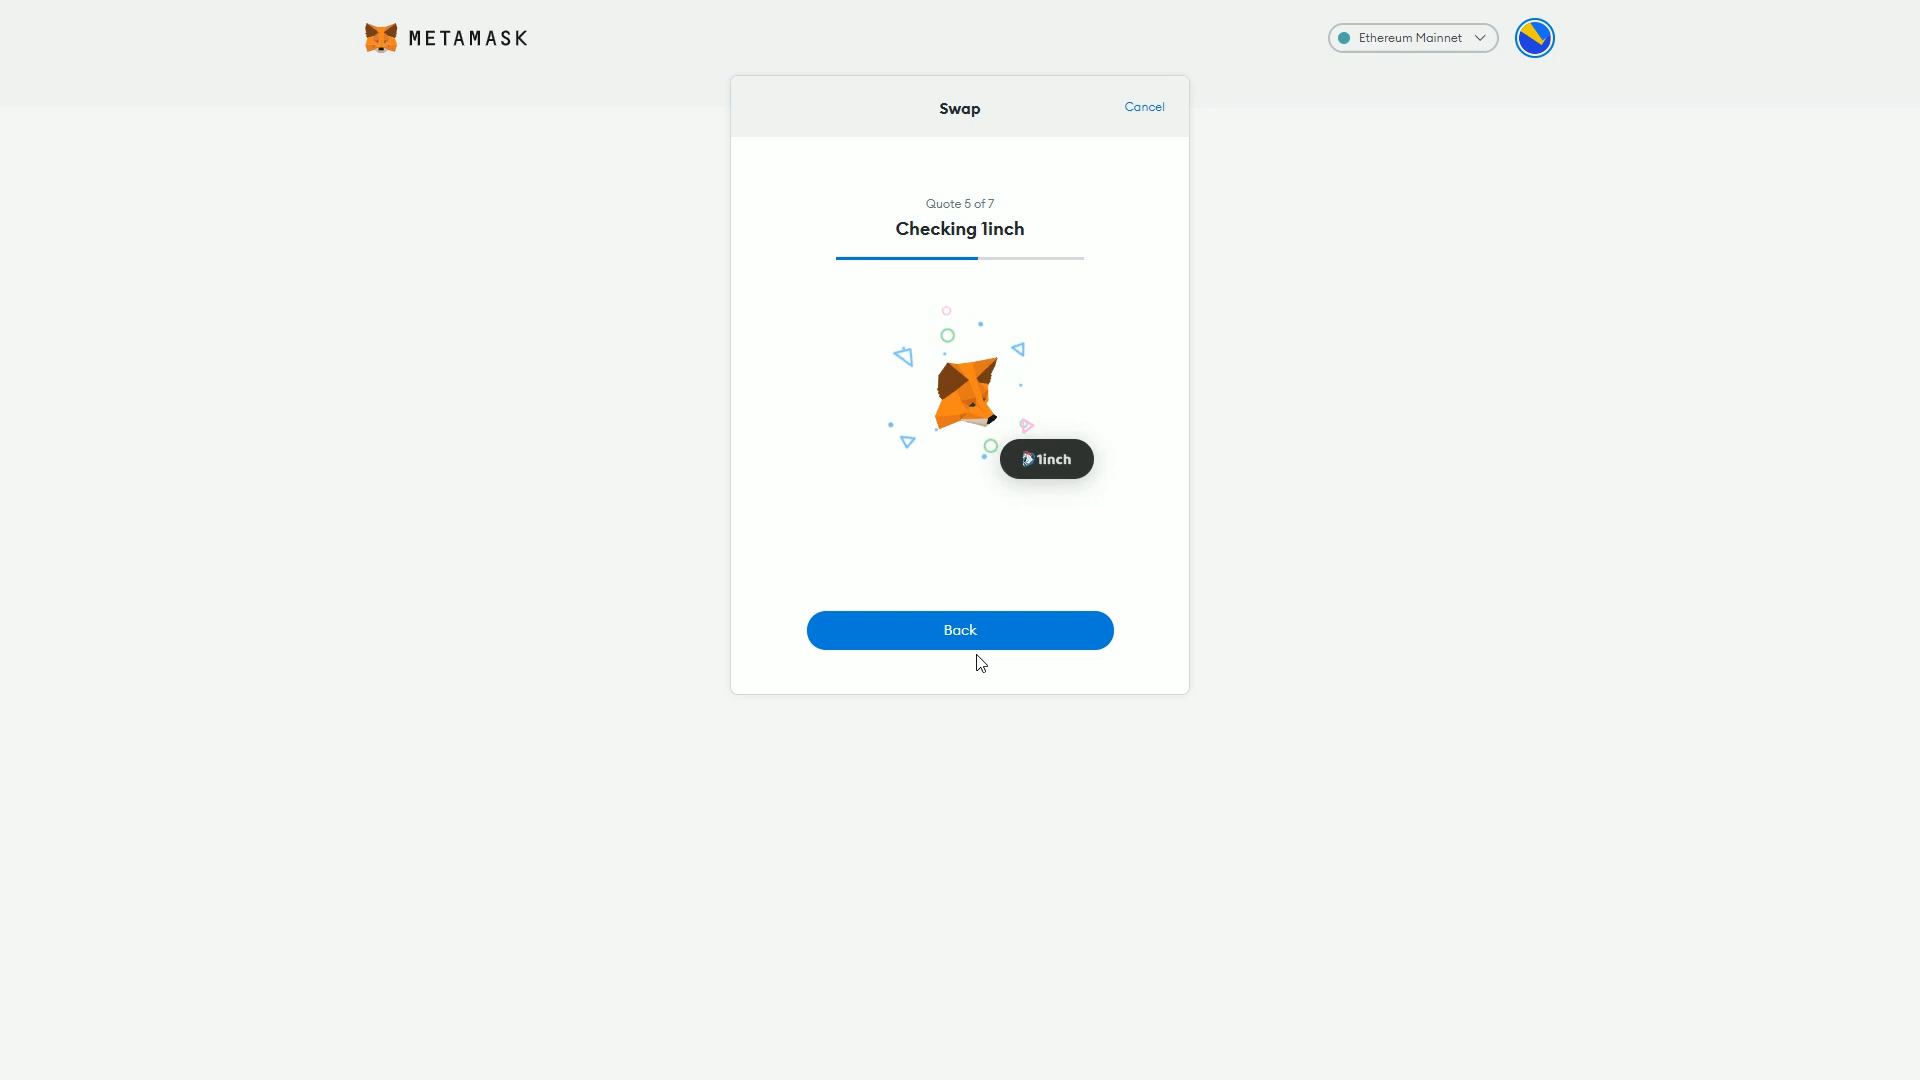 METAMASK
Ethereum Mainnet
Swap
Cancel
Quote 5 of 7
Checking 1inch
1inch
Back